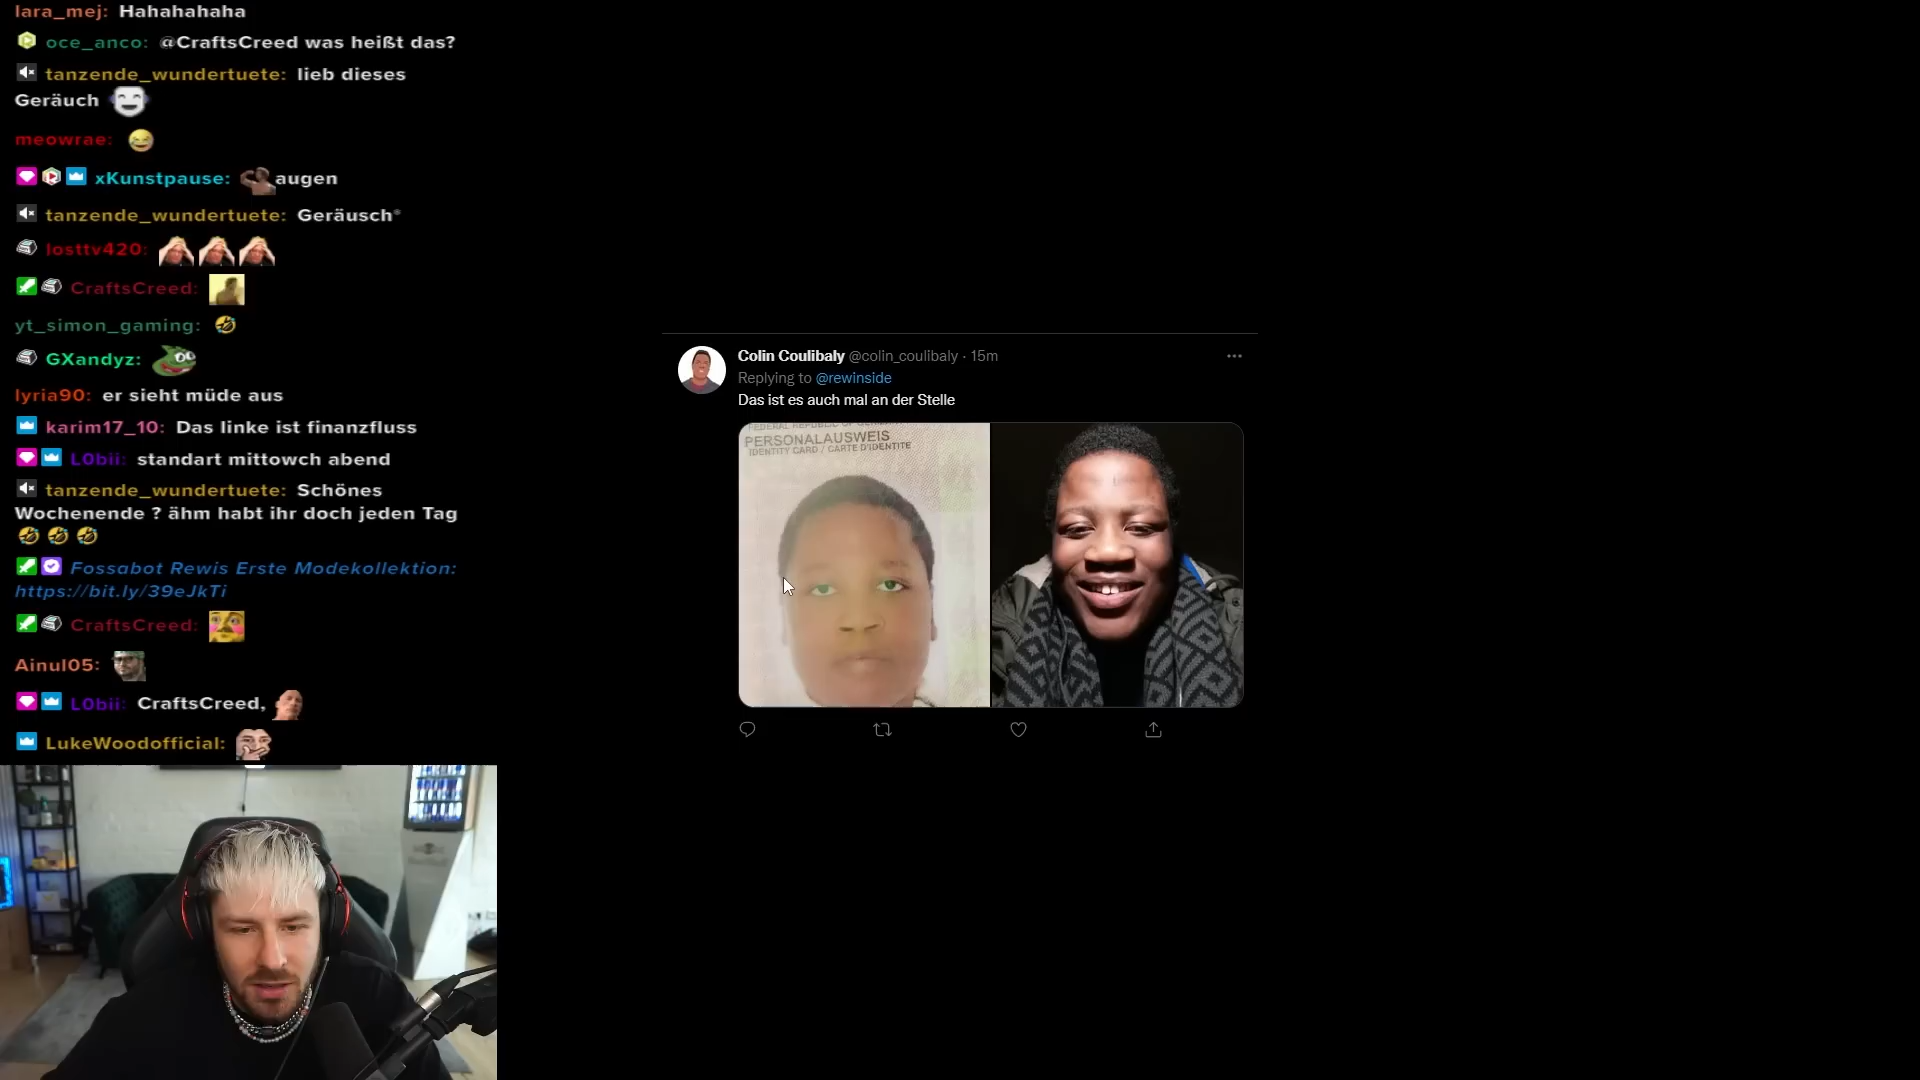 lara_mej: Hahahahaha
oce_anco: @CraftsCreed was heißt das?
tanzende_wundertuete: lieb dieses
Geräuch
meowrae:
xKunstpause: augen
tanzende_wundertuete: Geräusch*
losttv420:
CraftsCreed:
yt_simon_gaming:
GXandyz:
lyria90: er sieht müde aus
karim17_10: Das linke ist finanzfluss
L0bii: standart mittowch abend
tanzende_wundertuete: Schönes
Wochenende ? ähm habt ihr doch jeden Tag
Fossabot Rewis Erste Modekollektion:
https://bit.ly/39eJkTi
CraftsCreed:
Ainul05:
L0bii: CraftsCreed,
LukeWoodofficial:
Colin Coulibaly @colin_coulibaly · 15m
Replying to @rewinside
Das ist es auch mal an der Stelle
FEDERAL REPUBLIC OF
PERSONALAUSWEIS
IDENTITY CARD / CARTE D'IDENTITE